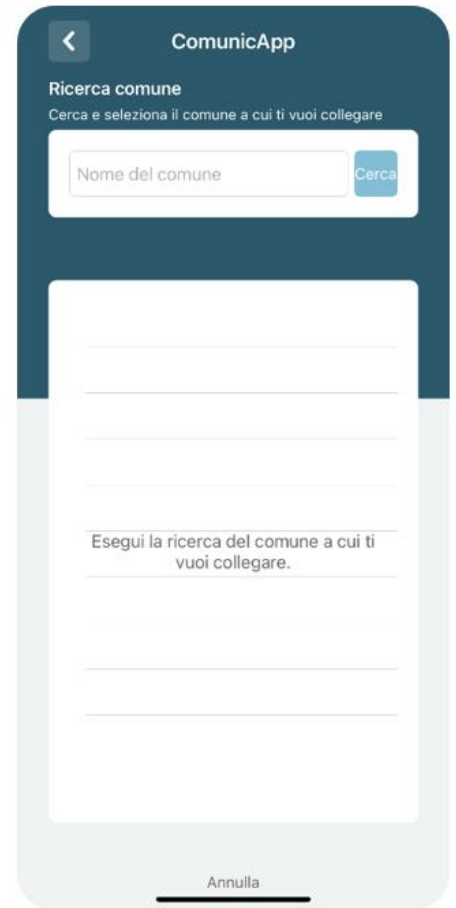 ComunicApp
Ricerca comune
Cerca e seleziona il comune a cui ti vuoi collegare
Nome del comune
Cerca
Esegui la ricerca del comune a cui ti
vuoi collegare.
Annulla